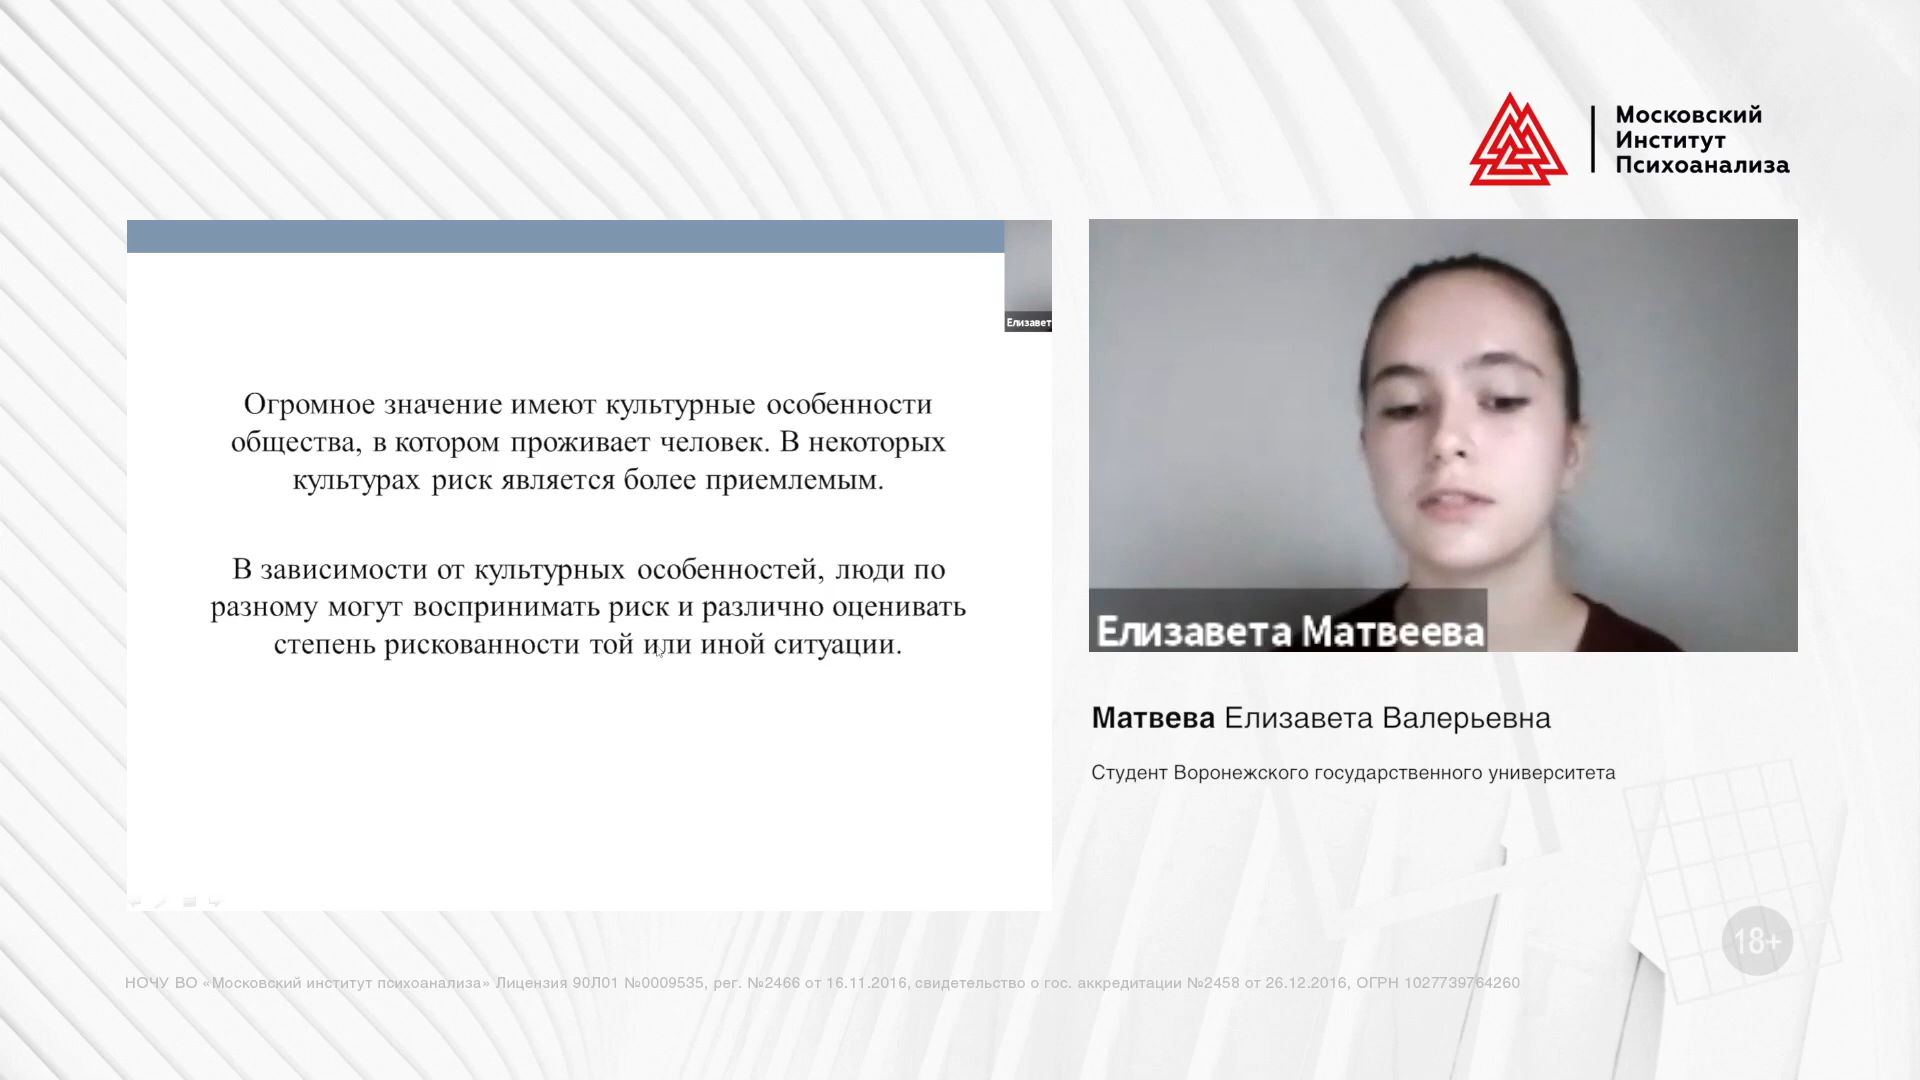 Московский
Институт
Психоанализа
Елизавет
Огромное значение имеют культурные особенности
общества, в котором проживает человек. В некоторых
культурах риск является более приемлемым.
В зависимости от культурных особенностей, люди по
разному могут воспринимать риск и различно оценивать
степень рискованности той или иной ситуации.
Елизавета Матвеева
Матвева Елизавета Валерьевна
Студент Воронежского государственного университета
18+
НОЧУ ВО «Московский институт психоанализа» Лицензия 90Л01 №0009535, рег. №2466 от 16.11.2016, свидетельство о гос. аккредитации №2458 от 26.12.2016, ОГРН 1027739764260